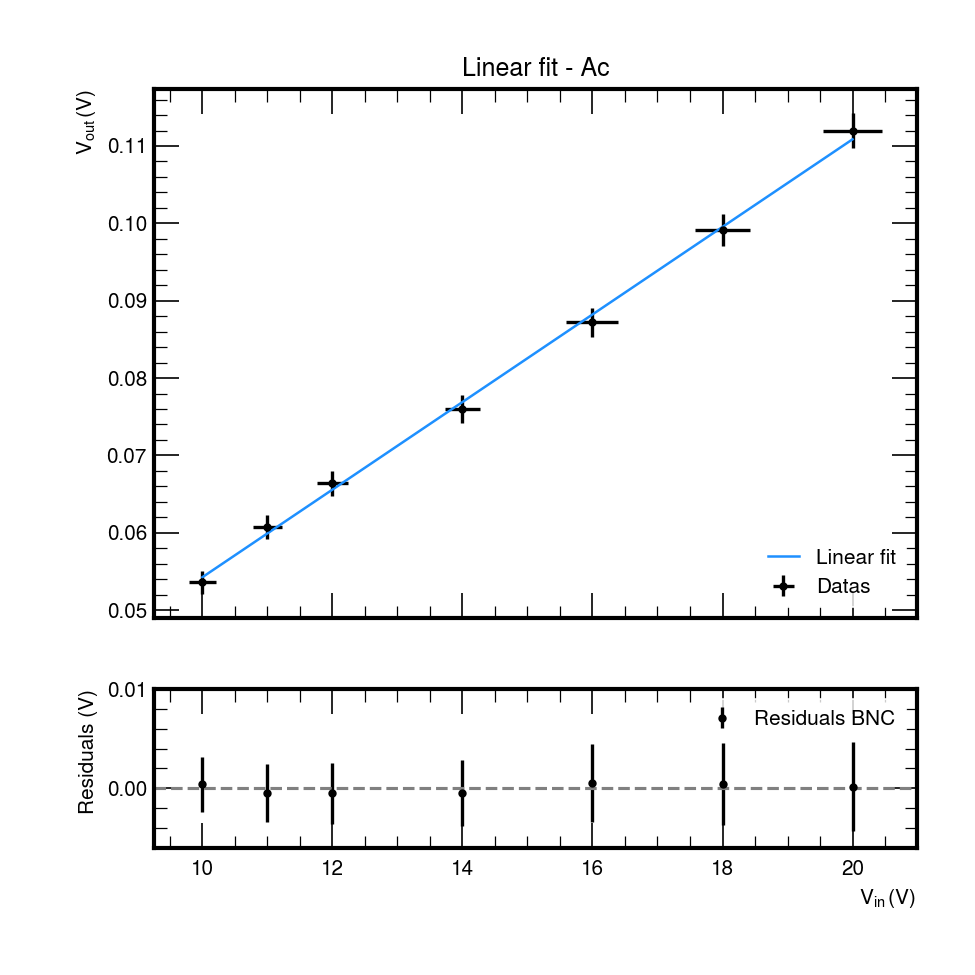 Linear fit - Ac
V_out (V)
0.11
0.10
0.09
0.08
0.07
0.06
0.05
Linear fit
Datas
Residuals (V)
0.01
0.00
Residuals BNC
10 12 14 16 18 20
V_in (V)